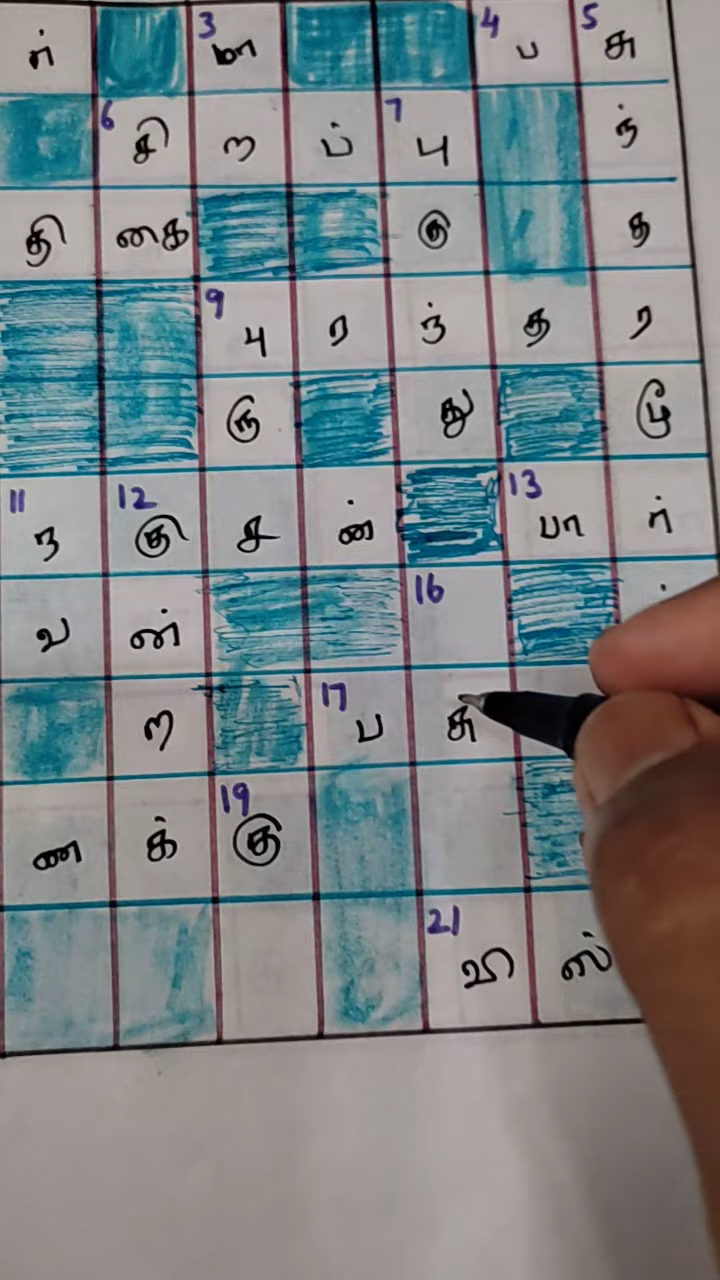 ர் 3 மா 4 ப 5 சு
6 சி ற ப் 7 பு ந்
தி கை கு த
9 பு ர ந் த ர
ரு து மூ
11 ந 12 கு ச ன் 13 பா ர்
வ ன் 16
ற 17 ப சு
ண க் 19 கு
21 வி ஸ்